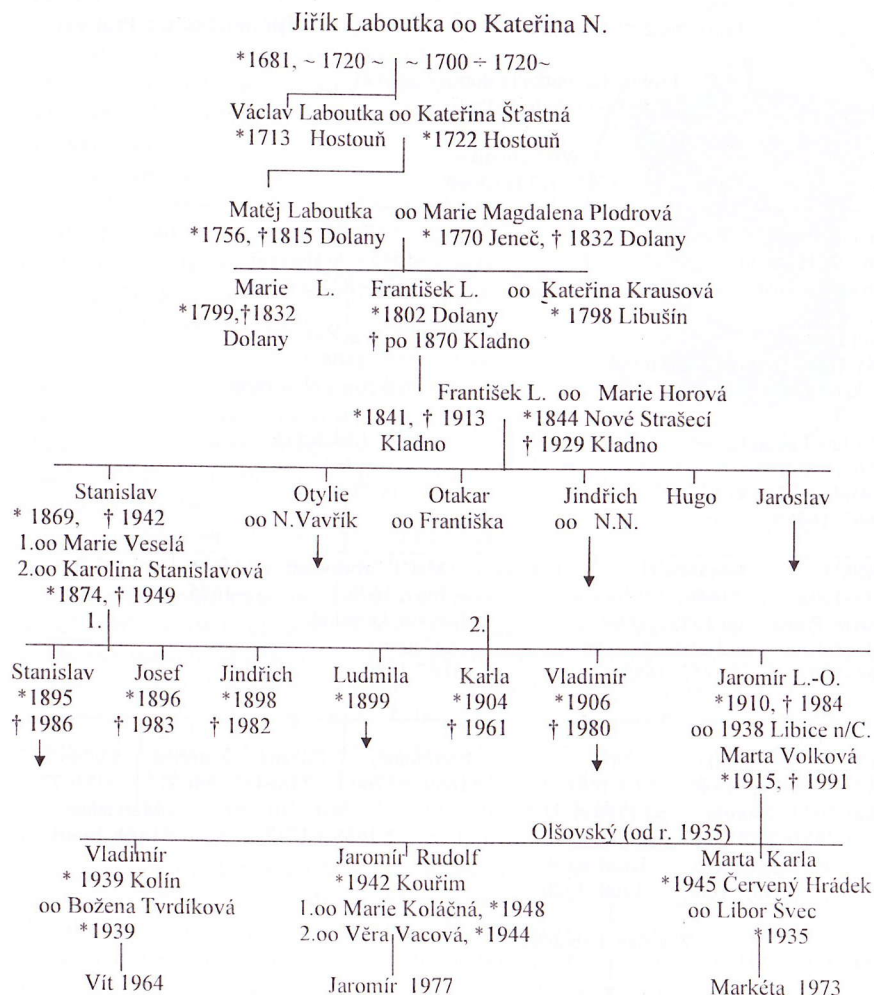 Jiřík Laboutka oo Kateřina N.
*1681, ~ 1720 ~ ~ 1700 ÷ 1720~
Václav Laboutka oo Kateřina Šťastná
*1713 Hostouň *1722 Hostouň
Matěj Laboutka oo Marie Magdalena Plodrová
*1756, †1815 Dolany * 1770 Jeneč, † 1832 Dolany
Marie L. František L. oo Kateřina Krausová
*1799,†1832 *1802 Dolany * 1798 Libušín
Dolany † po 1870 Kladno
František L. oo Marie Horová
*1841, † 1913 *1844 Nové Strašecí
Kladno † 1929 Kladno
Stanislav Otylie Otakar Jindřich Hugo Jaroslav
* 1869, † 1942 oo N.Vavřík oo Františka oo N.N.
1.oo Marie Veselá
2.oo Karolina Stanislavová
*1874, † 1949
1. 2.
Stanislav Josef Jindřich Ludmila Karla Vladimír Jaromír L.-O.
*1895 *1896 *1898 *1899 *1904 *1906 *1910, † 1984
† 1986 † 1983 † 1982 † 1961 † 1980 oo 1938 Libice n/C.
Marta Volková
*1915, † 1991
Olšovský (od r. 1935)
Vladimír Jaromír Rudolf Marta Karla
* 1939 Kolín *1942 Kouřim *1945 Červený Hrádek
oo Božena Tvrdíková 1.oo Marie Koláčná, *1948 oo Libor Švec
*1939 2.oo Věra Vacová, *1944 *1935
Vít 1964 Jaromír 1977 Markéta 1973